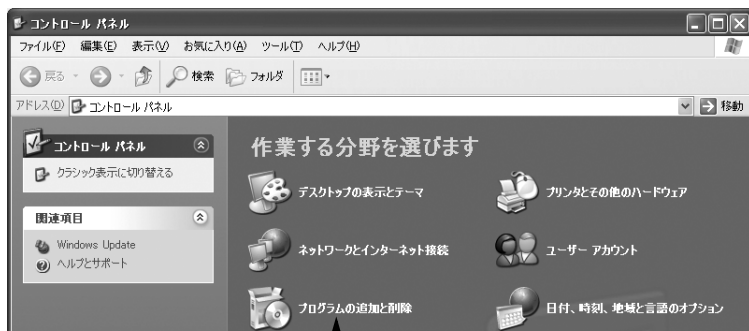 コントロール パネル
ファイル(F) 編集(E) 表示(V) お気に入り(A) ツール(T) ヘルプ(H)
戻る 検索 フォルダ
アドレス(D) コントロール パネル 移動
コントロール パネル
クラシック表示に切り替える
関連項目
Windows Update
ヘルプとサポート
作業する分野を選びます
デスクトップの表示とテーマ
プリンタとその他のハードウェア
ネットワークとインターネット接続
ユーザー アカウント
プログラムの追加と削除
日付、時刻、地域と言語のオプション